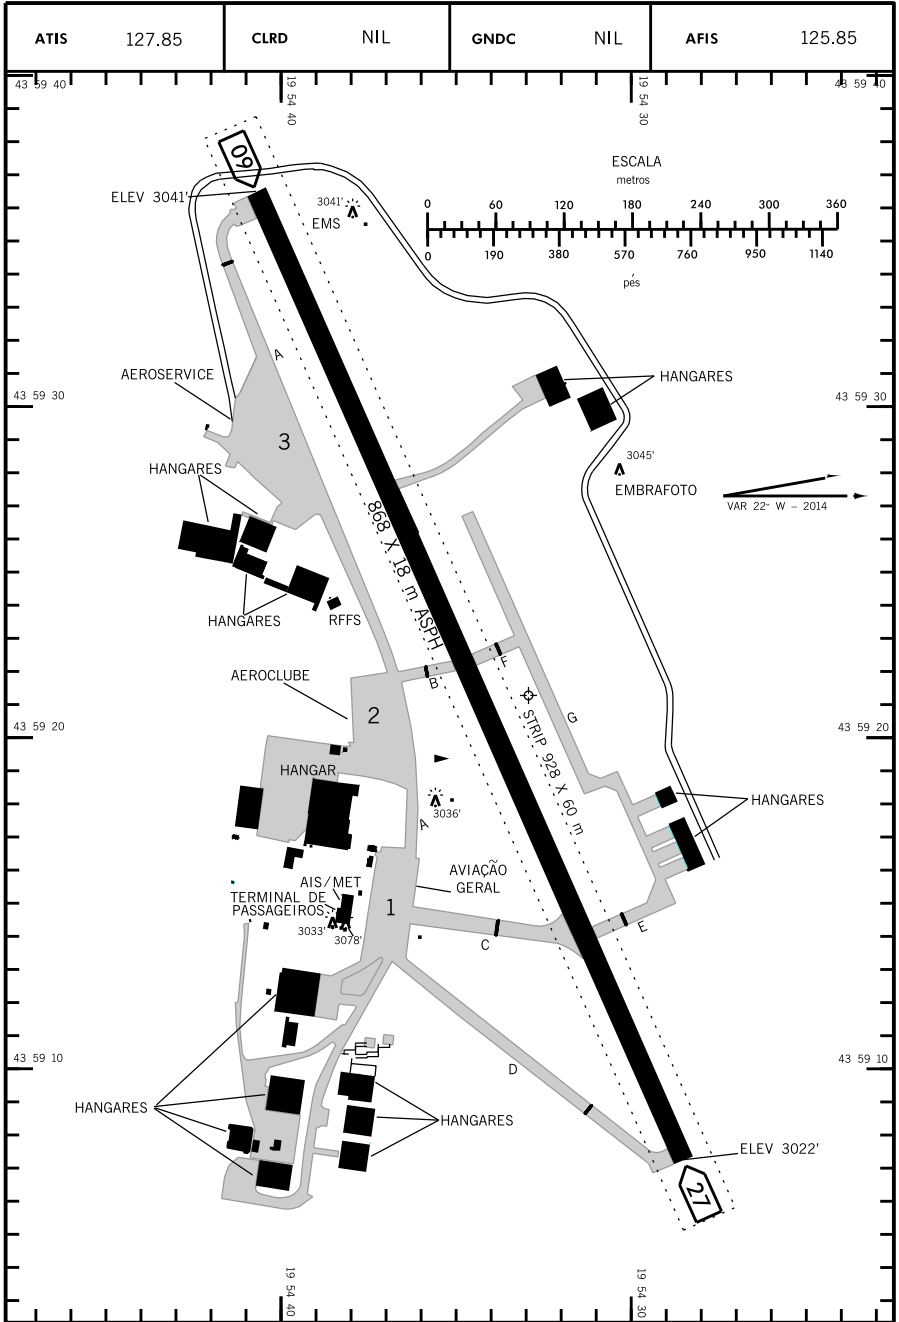 ATIS 127.85 CLRD NIL GNDC NIL AFIS 125.85
43 59 40
19 54 40
19 54 30
43 59 40
09
ESCALA
metros
0 60 120 180 240 300 360
0 190 380 570 760 950 1140
pés
ELEV 3041'
3041'
EMS
A
AEROSERVICE
HANGARES
43 59 30
43 59 30
3
HANGARES
3045'
EMBRAFOTO
VAR 22° W – 2014
868 X 18 m ASPH
HANGARES
RFFS
F
B
AEROCLUBE
2
G
STRIP 928 X 60 m
43 59 20
43 59 20
HANGAR
HANGARES
3036'
A
AVIAÇÃO
GERAL
AIS/MET
TERMINAL DE
PASSAGEIROS
1
3033'
3078'
C
E
43 59 10
43 59 10
D
HANGARES
HANGARES
ELEV 3022'
27
19 54 40
19 54 30